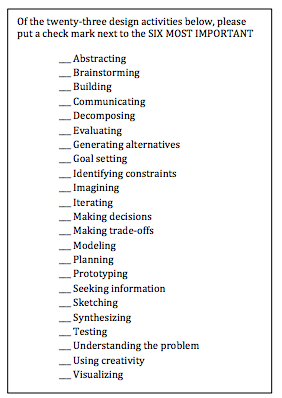 Of the twenty-three design activities below, please
put a check mark next to the SIX MOST IMPORTANT
___ Abstracting
___ Brainstorming
___ Building
___ Communicating
___ Decomposing
___ Evaluating
___ Generating alternatives
___ Goal setting
___ Identifying constraints
___ Imagining
___ Iterating
___ Making decisions
___ Making trade-offs
___ Modeling
___ Planning
___ Prototyping
___ Seeking information
___ Sketching
___ Synthesizing
___ Testing
___ Understanding the problem
___ Using creativity
___ Visualizing